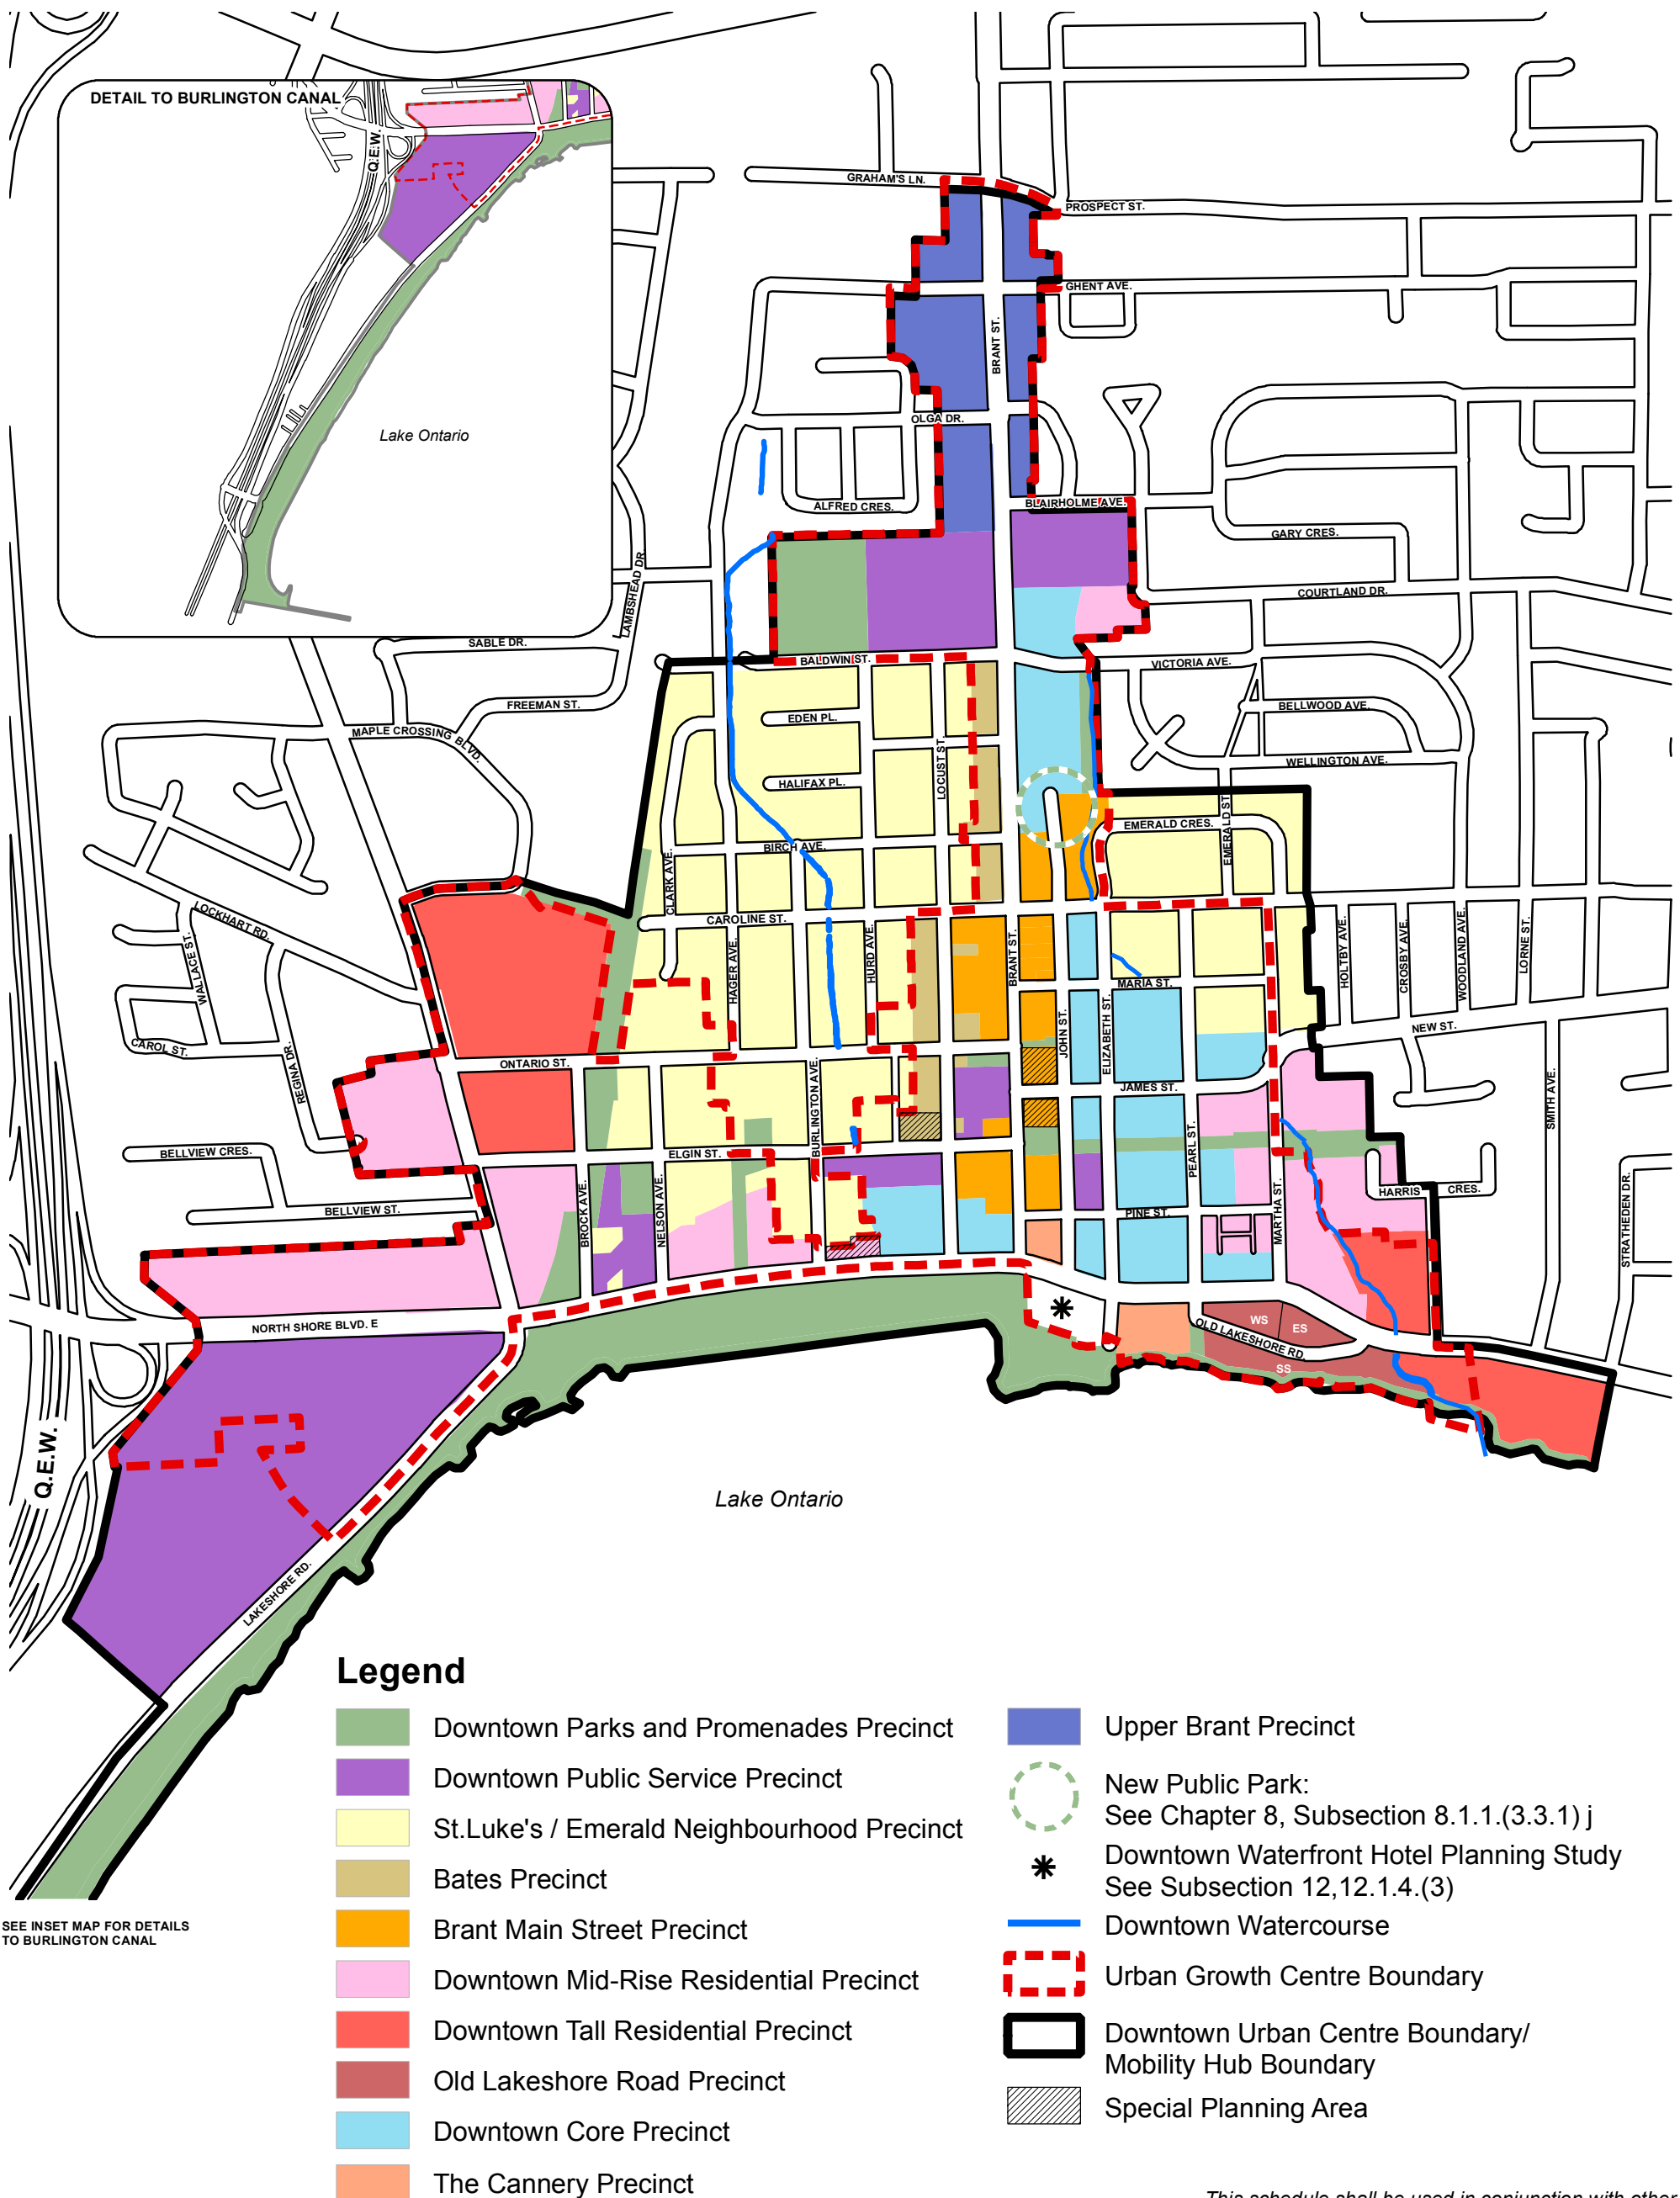 DETAIL TO BURLINGTON CANAL
Q.E.W.
Lake Ontario
GRAHAM'S LN.
PROSPECT ST.
GHENT AVE.
BRANT ST.
OLGA DR.
ALFRED CRES.
BLAIRHOLME AVE.
GARY CRES.
COURTLAND DR.
LAMBSHEAD DR.
SABLE DR.
BALDWIN ST.
VICTORIA AVE.
FREEMAN ST.
EDEN PL.
BELLWOOD AVE.
MAPLE CROSSING BLVD.
LOCUST ST.
HALIFAX PL.
WELLINGTON AVE.
EMERALD CRES.
EMERALD ST.
BIRCH AVE.
CLARK AVE.
LOCKHART RD.
CAROLINE ST.
WALLACE ST.
HAGER AVE.
HURD AVE.
BRANT ST.
MARIA ST.
HOLTBY AVE.
CROSBY AVE.
WOODLAND AVE.
LORNE ST.
NEW ST.
CAROL ST.
REGINA DR.
ONTARIO ST.
BURLINGTON AVE.
JOHN ST.
ELIZABETH ST.
JAMES ST.
SMITH AVE.
BELLVIEW CRES.
ELGIN ST.
PEARL ST.
HARRIS CRES.
BELLVIEW ST.
BROCK AVE.
NELSON AVE.
PINE ST.
MARTHA ST.
STRATHEDEN DR.
NORTH SHORE BLVD. E
WS
ES
OLD LAKESHORE RD.
SS
Q.E.W.
Lake Ontario
LAKESHORE RD.
SEE INSET MAP FOR DETAILS
TO BURLINGTON CANAL
Legend
Downtown Parks and Promenades Precinct
Downtown Public Service Precinct
St.Luke's / Emerald Neighbourhood Precinct
Bates Precinct
Brant Main Street Precinct
Downtown Mid-Rise Residential Precinct
Downtown Tall Residential Precinct
Old Lakeshore Road Precinct
Downtown Core Precinct
The Cannery Precinct
Upper Brant Precinct
New Public Park:
See Chapter 8, Subsection 8.1.1.(3.3.1) j
Downtown Waterfront Hotel Planning Study
See Subsection 12,12.1.4.(3)
Downtown Watercourse
Urban Growth Centre Boundary
Downtown Urban Centre Boundary/
Mobility Hub Boundary
Special Planning Area
This schedule shall be used in conjunction with other